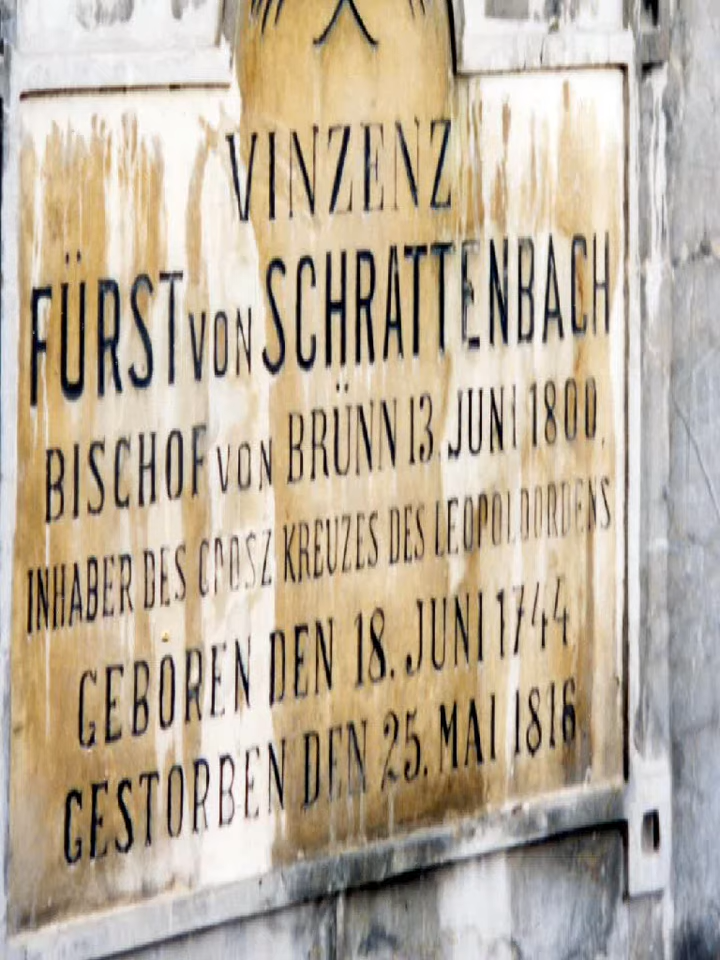 VINZENZ
FÜRST VON SCHRATTENBACH
BISCHOF VON BRÜNN 13. JUNI 1800.
INHABER DES GROSZ KREUZES DES LEOPOLDORDENS
GEBOREN DEN 18. JUNI 1744.
GESTORBEN DEN 25. MAI 1816.